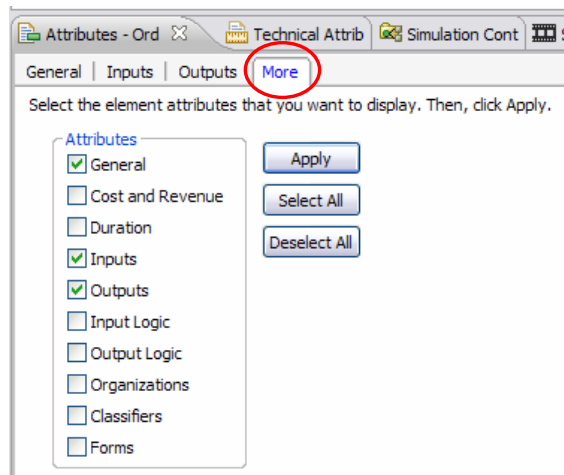 Attributes - Ord Technical Attrib Simulation Cont
General Inputs Outputs More
Select the element attributes that you want to display. Then, click Apply.
Attributes
General
Cost and Revenue
Duration
Inputs
Outputs
Input Logic
Output Logic
Organizations
Classifiers
Forms
Apply
Select All
Deselect All